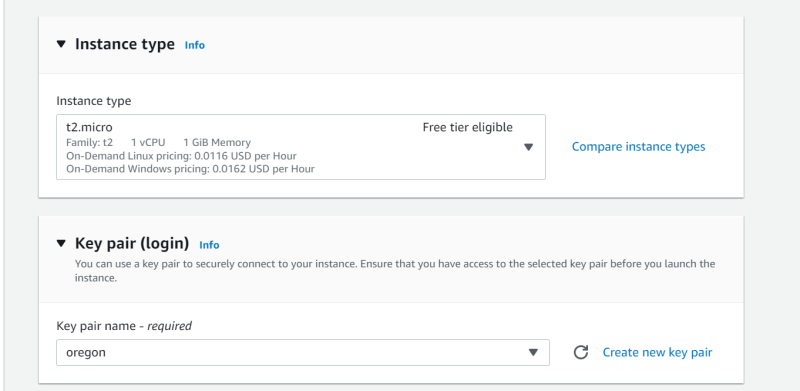 Instance type Info
Instance type
t2.micro Free tier eligible
Family: t2 1 vCPU 1 GiB Memory
On-Demand Linux pricing: 0.0116 USD per Hour
On-Demand Windows pricing: 0.0162 USD per Hour
Compare instance types
Key pair (login) Info
You can use a key pair to securely connect to your instance. Ensure that you have access to the selected key pair before you launch the
instance.
Key pair name - required
oregon
Create new key pair